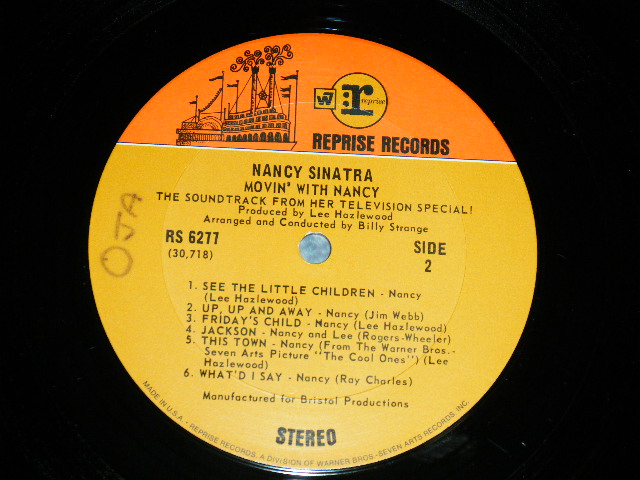 W7
r
reprise
REPRISE RECORDS
NANCY SINATRA
MOVIN' WITH NANCY
THE SOUNDTRACK FROM HER TELEVISION SPECIAL!
Produced by Lee Hazlewood
Arranged and Conducted by Billy Strange
RS 6277
(30,718)
SIDE
2
OJA
1. SEE THE LITTLE CHILDREN - Nancy
(Lee Hazlewood)
2. UP, UP AND AWAY - Nancy (Jim Webb)
3. FRIDAY'S CHILD - Nancy (Lee Hazlewood)
4. JACKSON - Nancy and Lee (Rogers-Wheeler)
5. THIS TOWN - Nancy (From The Warner Bros.-
Seven Arts Picture "The Cool Ones") (Lee
Hazlewood)
6. WHAT'D I SAY - Nancy (Ray Charles)
Manufactured for Bristol Productions
STEREO
MADE IN U.S.A. • REPRISE RECORDS, A DIVISION OF WARNER BROS.-SEVEN ARTS RECORDS, INC.